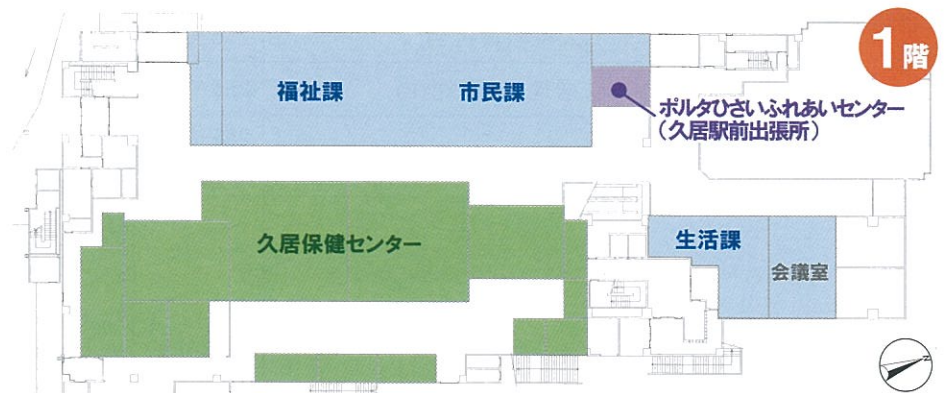 1階
福祉課
市民課
ポルタひさいふれあいセンター
(久居駅前出張所)
久居保健センター
生活課
会議室
N